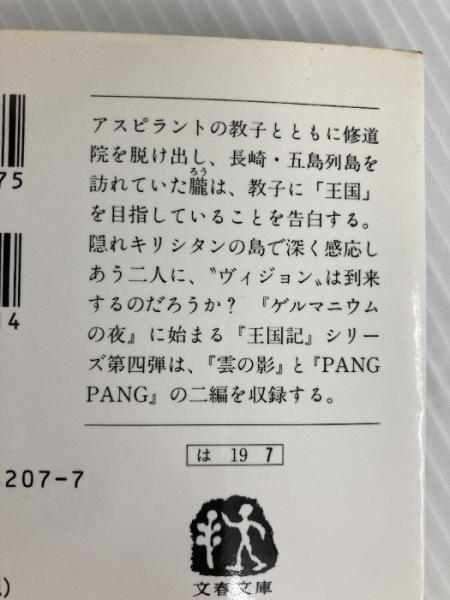 アスピラントの教子とともに修道
院を脱け出し、長崎・五島列島を
訪れていた朧は、教子に「王国」
ろう
を目指していることを告白する。
隠れキリシタンの島で深く感応し
あう二人に、〝ヴィジョン〟は到来
するのだろうか? 『ゲルマニウム
の夜』に始まる『王国記』シリー
ズ第四弾は、『雲の影』と『PANG
PANG』の二編を収録する。
75
14
は 19 7
207-7
文春文庫